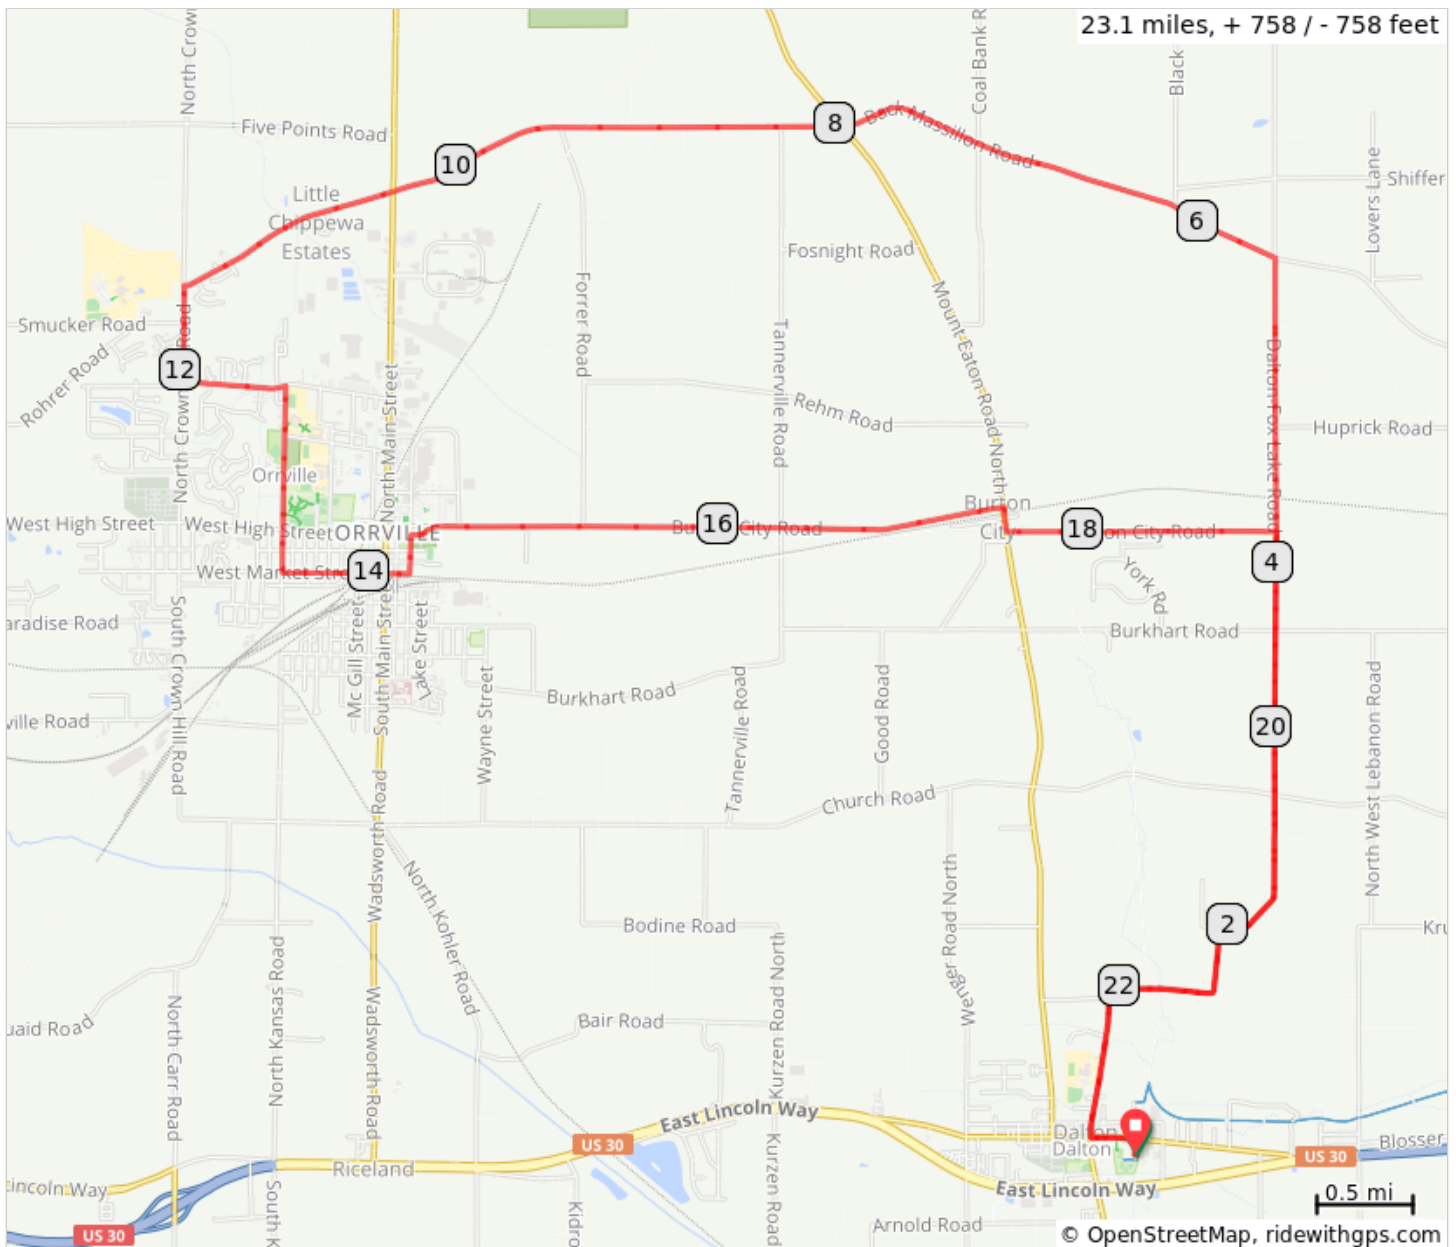 23.1 miles, + 758 / - 758 feet
North Crow
Coal Bank R
Black
Five Points Road
8
Back Massillon Road
10
Little
Chippewa
Estates
6
Lovers Lane
Shiffer
Fosnight Road
Forrer Road
Mount Eaton Road North
Tannerville Road
Dalton Fox Lake Road
Smucker Road
Road
Rohrer Road
12
North Crown
North Main Street
Rehm Road
Huprick Road
Orrville
West High Street
West High Street
ORRVILLE
16
City Road
Burton
City
18
on City Road
4
West Market Stre
14
York Rd
aradise Road
Burkhart Road
South Crown Hill Road
Mc Gill Street
South Main Street
Lake Street
Wayne Street
Burkhart Road
Tannerville Road
Good Road
20
North West Lebanon Road
ville Road
Church Road
Wadsworth Road
North Kohler Road
Bodine Road
Wenger Road North
2
Kru
22
Kurzen Road North
North Kansas Road
North Carr Road
Wadsworth Road
uaid Road
Bair Road
East Lincoln Way
Dalton
Dalton
US 30
Riceland
Kurzen Road
US 30
Blosser
incoln Way
East Lincoln Way
0.5 mi
South K
Kidro
US 30
Arnold Road
© OpenStreetMap, ridewithgps.com